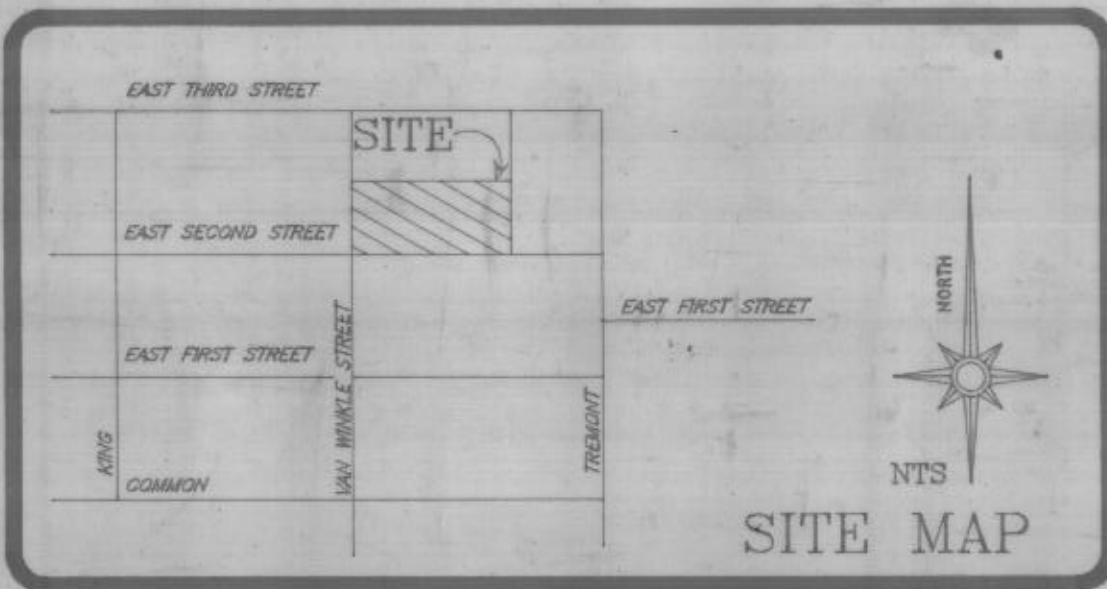 EAST THIRD STREET
SITE
EAST SECOND STREET
EAST FIRST STREET
NORTH
EAST FIRST STREET
VAN WINKLE STREET
KING
TREMONT
COMMON
NTS
SITE MAP